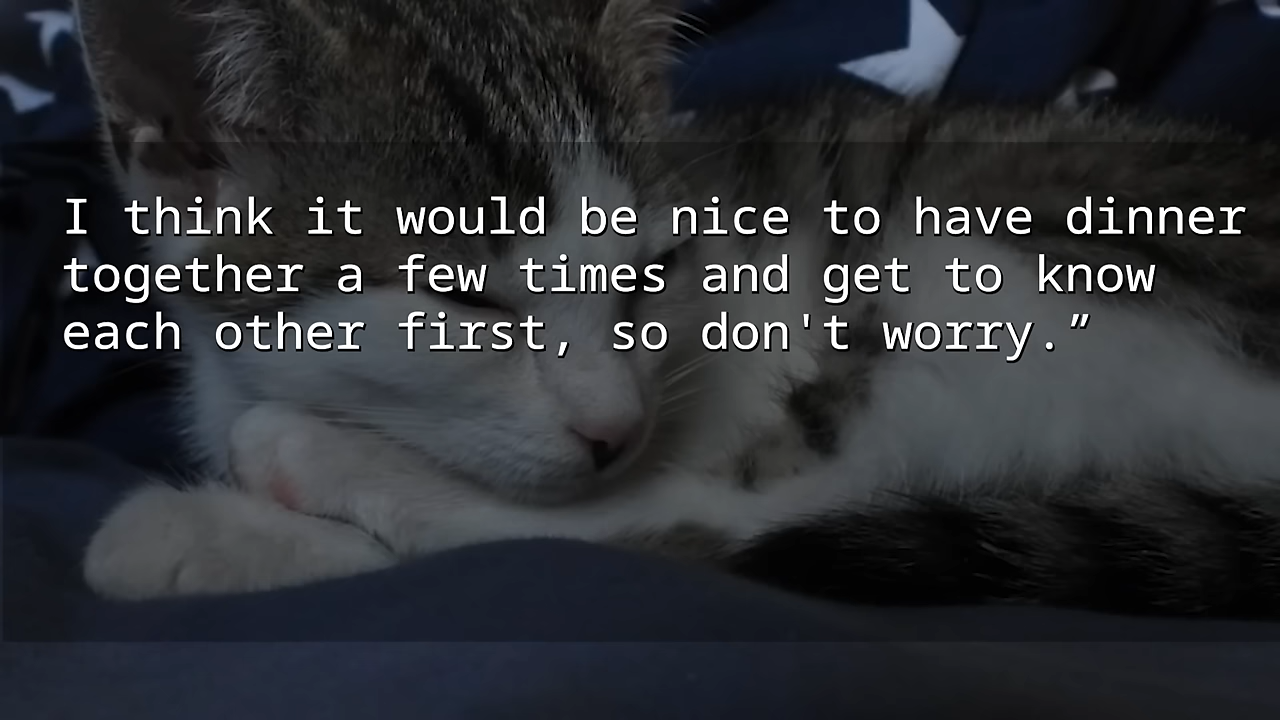 I think it would be nice to have dinner
together a few times and get to know
each other first, so don't worry.”